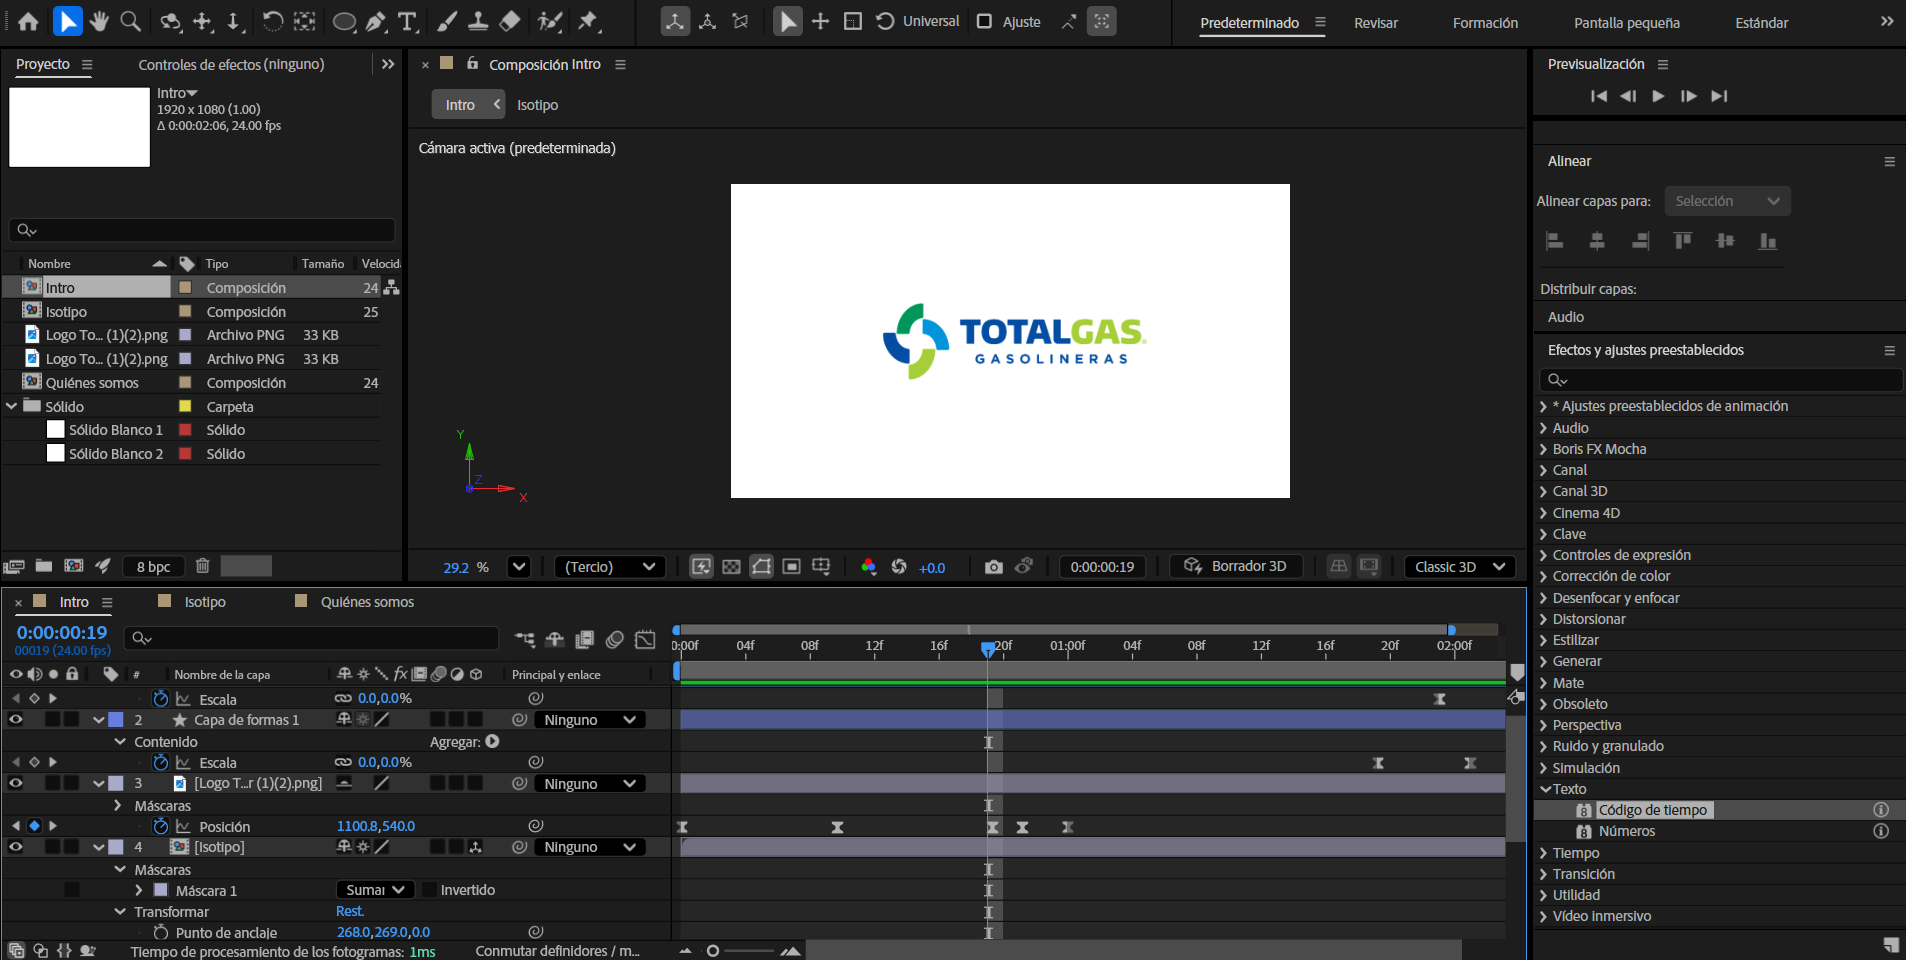 Universal
Ajuste
Predeterminado
Revisar
Formación
Pantalla pequeña
Estándar
Proyecto
Controles de efectos (ninguno)
Intro
1920 x 1080 (1.00)
Δ 0:00:02:06, 24.00 fps
Nombre
Tipo
Tamaño
Velocid
Intro Composición 24
Isotipo Composición 25
Logo To... (1)(2).png Archivo PNG 33 KB
Logo To... (1)(2).png Archivo PNG 33 KB
Quiénes somos Composición 24
Sólido Carpeta
Sólido Blanco 1 Sólido
Sólido Blanco 2 Sólido
8 bpc
Composición Intro
Intro
Isotipo
Cámara activa (predeterminada)
TOTALGAS
GASOLINERAS
Y
Z
X
29.2 %
(Tercio)
+0.0
0:00:00:19
Borrador 3D
Classic 3D
Previsualización
Alinear
Alinear capas para:
Selección
Distribuir capas:
Audio
Efectos y ajustes preestablecidos
* Ajustes preestablecidos de animación
Audio
Boris FX Mocha
Canal
Canal 3D
Cinema 4D
Clave
Controles de expresión
Corrección de color
Desenfocar y enfocar
Distorsionar
Estilizar
Generar
Mate
Obsoleto
Perspectiva
Ruido y granulado
Simulación
Texto
Código de tiempo
Números
Tiempo
Transición
Utilidad
Vídeo inmersivo
Intro
Isotipo
Quiénes somos
0:00:00:19
00019 (24.00 fps)
0:00f 04f 08f 12f 16f 20f 01:00f 04f 08f 12f 16f 20f 02:00f
# Nombre de la capa
fx
Principal y enlace
Escala 0.0,0.0%
2 Capa de formas 1 Ninguno
Contenido Agregar:
Escala 0.0,0.0%
3 [Logo T...r (1)(2).png] Ninguno
Máscaras
Posición 1100.8,540.0
4 [Isotipo] Ninguno
Máscaras
Máscara 1 Sumar Invertido
Transformar Rest.
Punto de anclaje 268.0,269.0,0.0
Tiempo de procesamiento de los fotogramas: 1ms
Conmutar definidores / m...